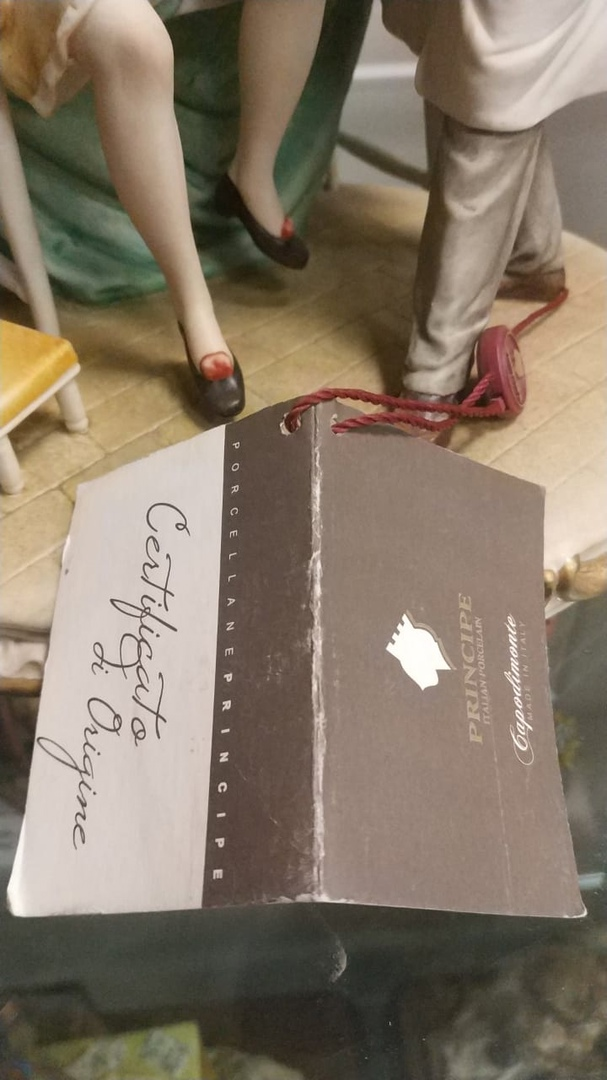 Certificato
di Origine
PORCELLANEPRINCIPE
PRINCIPE
ITALIAN PORCELAIN
Capodimonte
MADE IN ITALY